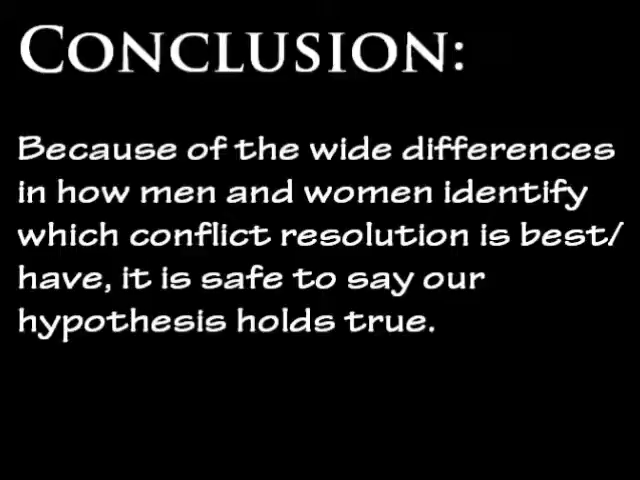 Conclusion:
Because of the wide differences
in how men and women identify
which conflict resolution is best/
have, it is safe to say our
hypothesis holds true.